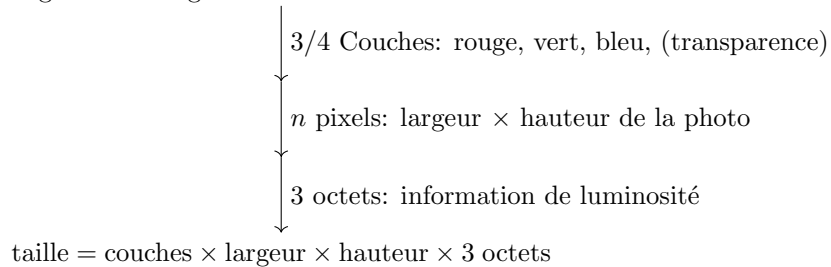 3/4 Couches: rouge, vert, bleu, (transparence)
n pixels: largeur × hauteur de la photo
3 octets: information de luminosité
taille = couches × largeur × hauteur × 3 octets